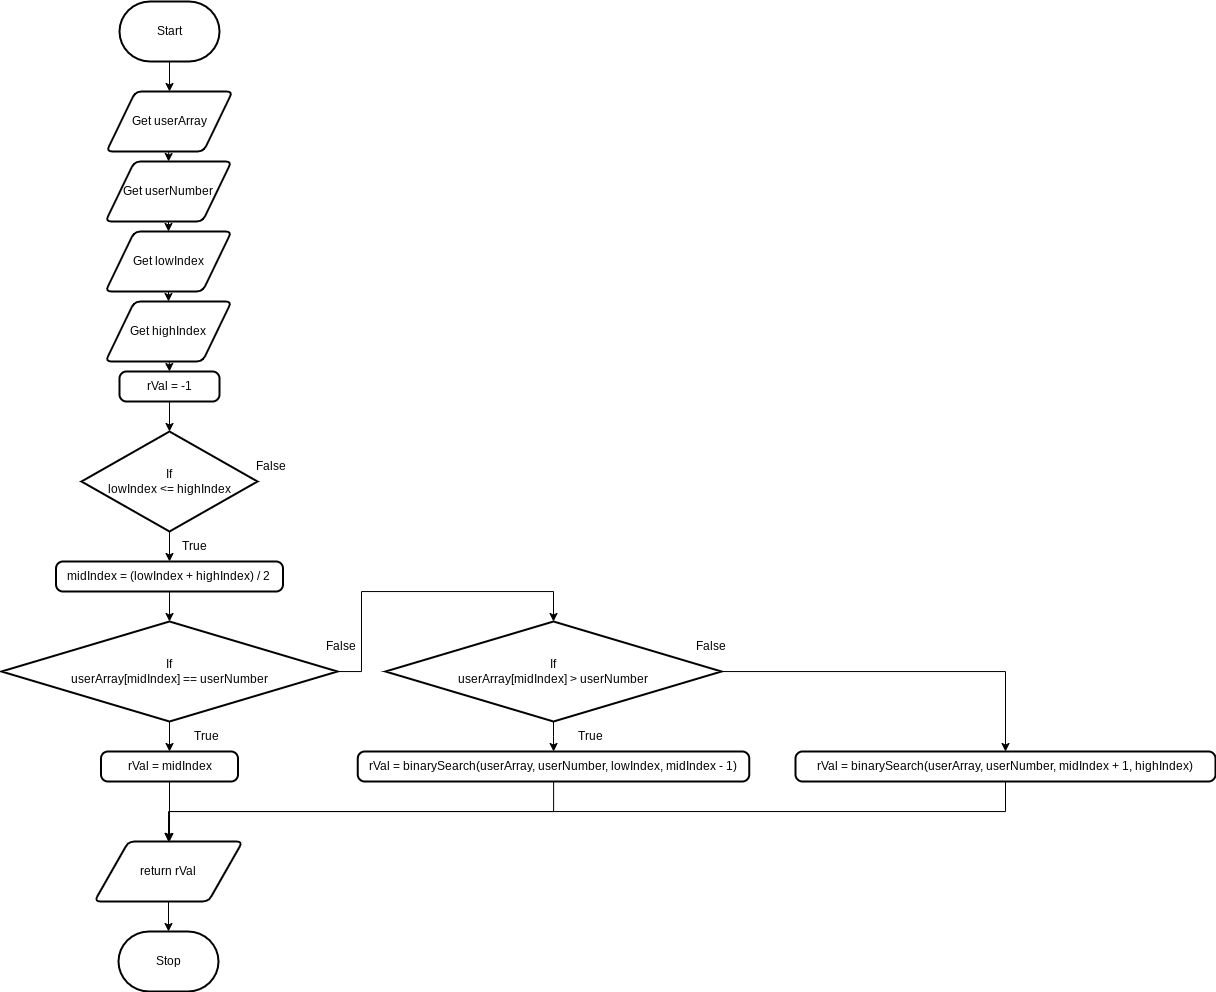 Start
Get userArray
Get userNumber
Get lowIndex
Get highIndex
rVal = -1
If
lowIndex <= highIndex
False
True
midIndex = (lowIndex + highIndex) / 2
If
userArray[midIndex] == userNumber
False
True
If
userArray[midIndex] > userNumber
False
True
rVal = midIndex
rVal = binarySearch(userArray, userNumber, lowIndex, midIndex - 1)
rVal = binarySearch(userArray, userNumber, midIndex + 1, highIndex)
return rVal
Stop